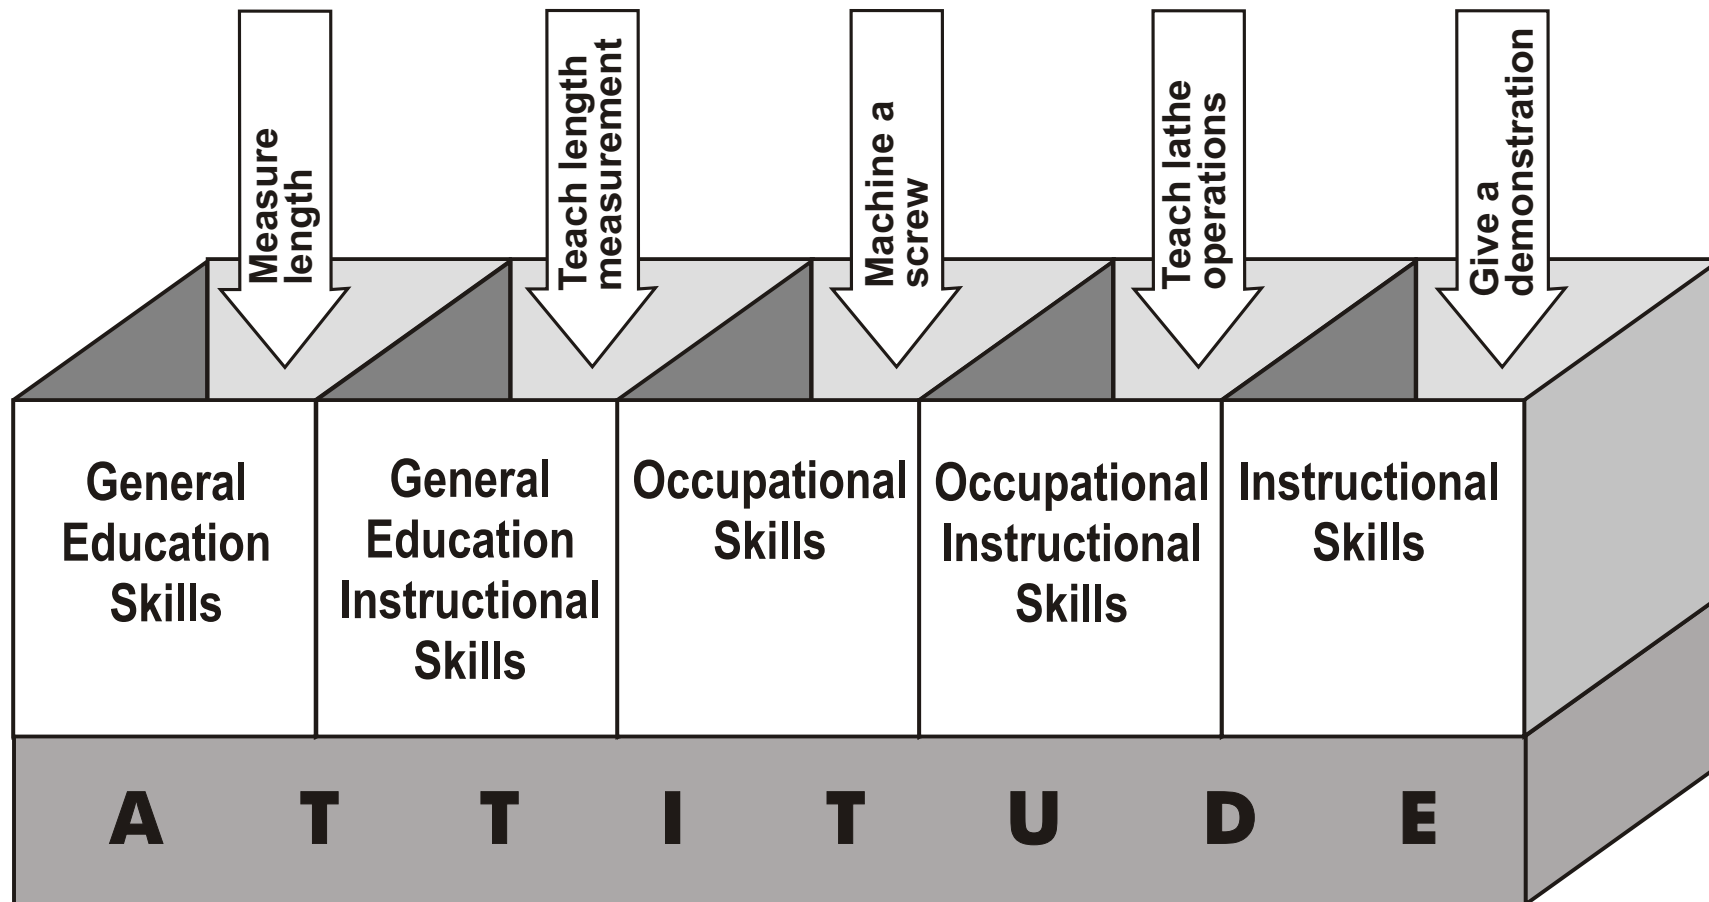 Measure
length
Teach length
measurement
Machine a
screw
Teach lathe
operations
Give a
demonstration
General
Education
Skills
General
Education
Instructional
Skills
Occupational
Skills
Occupational
Instructional
Skills
Instructional
Skills
ATTITUDE